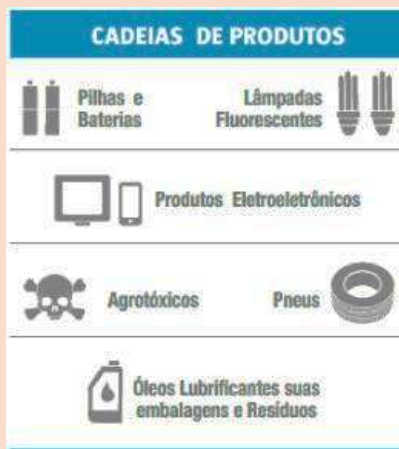 CADEIAS DE PRODUTOS
Pilhas e
Baterias
Lâmpadas
Fluorescentes
Produtos Eletroeletrônicos
Agrotóxicos
Pneus
Óleos Lubrificantes suas
embalagens e Resíduos